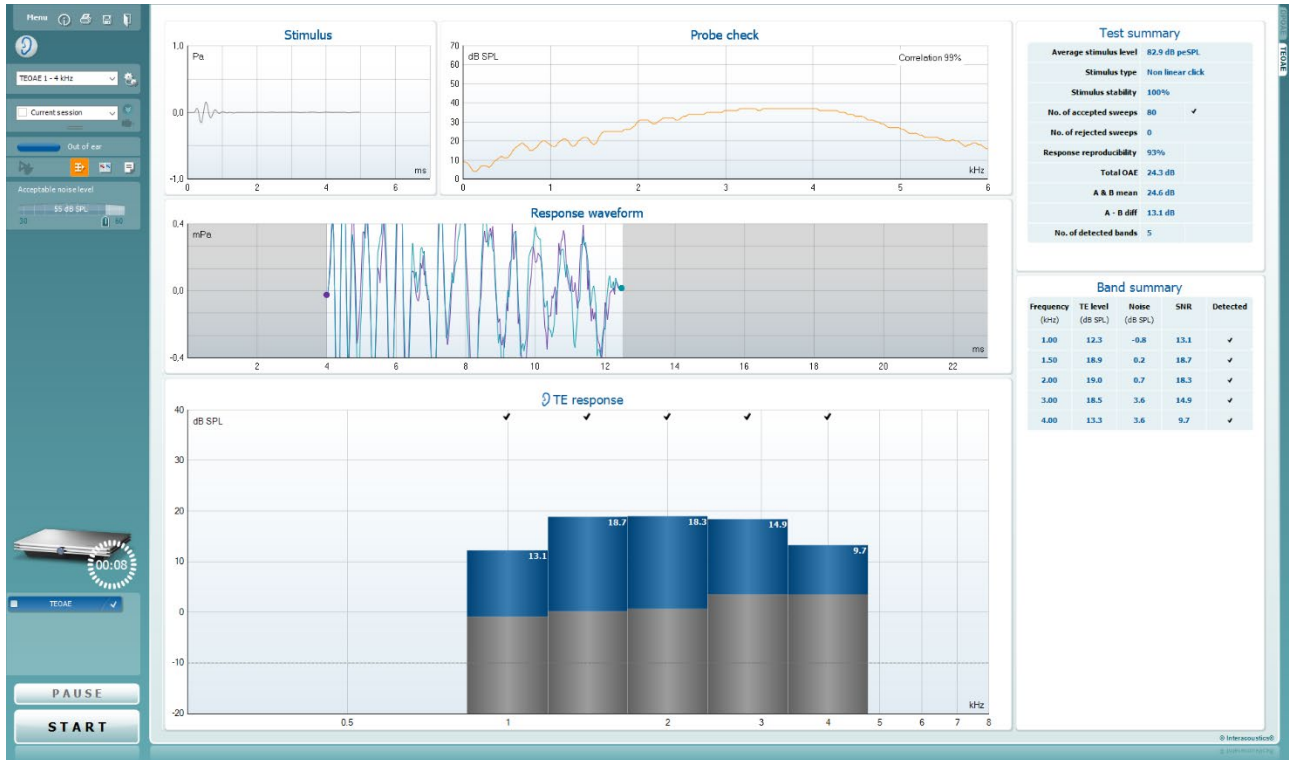 Menu
TEOAE 1 - 4 kHz
Current session
Out of ear
Acceptable noise level
55 dB SPL
30 60
00:08
TEOAE
PAUSE
START
Stimulus
1,0
Pa
0,0
-1,0
0 2 4 6
ms
Probe check
70
60
50
40
30
20
10
0
dB SPL
Correlation 99%
0 1 2 3 4 5 6
kHz
Response waveform
0.4
mPa
0,0
-0.4
2 4 6 8 10 12 14 16 18 20 22
ms
TE response
40
dB SPL
30
20
10
0
-10
-20
13.1 18.7 18.3 14.9 9.7
0.5 1 2 3 4 5 6 7 8
kHz
Test summary
Average stimulus level 82.9 dB peSPL
Stimulus type Non linear click
Stimulus stability 100%
No. of accepted sweeps 80 ✔
No. of rejected sweeps 0
Response reproducibility 93%
Total OAE 24.3 dB
A & B mean 24.6 dB
A - B diff 13.1 dB
No. of detected bands 5
Band summary
Frequency TE level Noise SNR Detected
(kHz) (dB SPL) (dB SPL)
1.00 12.3 -0.8 13.1 ✔
1.50 18.9 0.2 18.7 ✔
2.00 19.0 0.7 18.3 ✔
3.00 18.5 3.6 14.9 ✔
4.00 13.3 3.6 9.7 ✔
TEOAE
© Interacoustics®